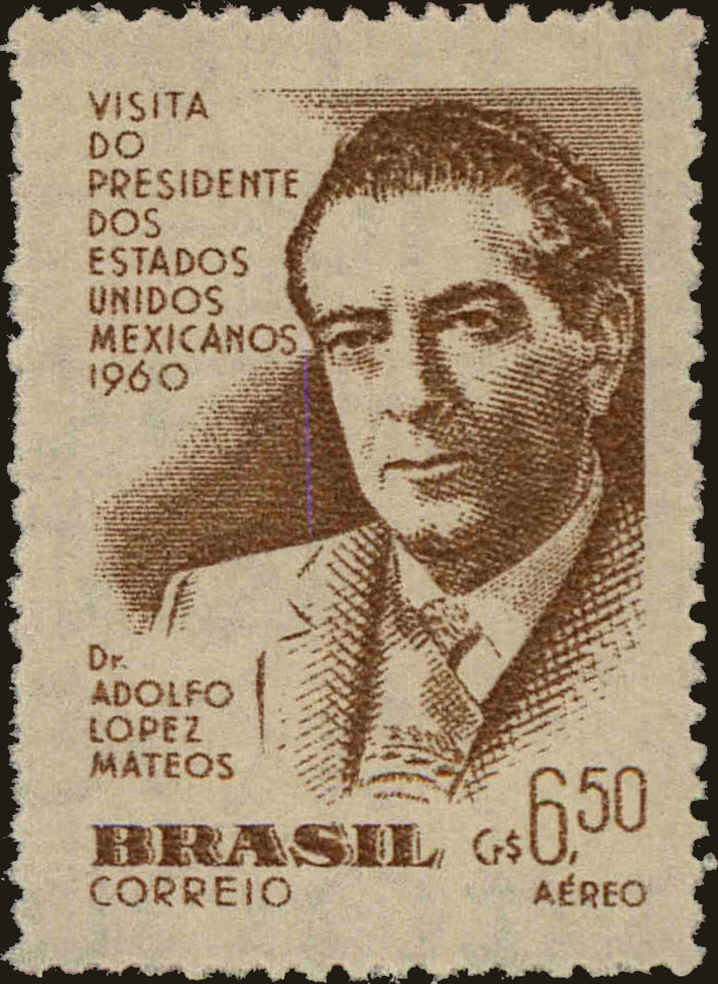 VISITA
DO
PRESIDENTE
DOS
ESTADOS
UNIDOS
MEXICANOS
1960
Dr.
ADOLFO
LOPEZ
MATEOS
BRASIL Cr$ 6,50
CORREIO AÉREO